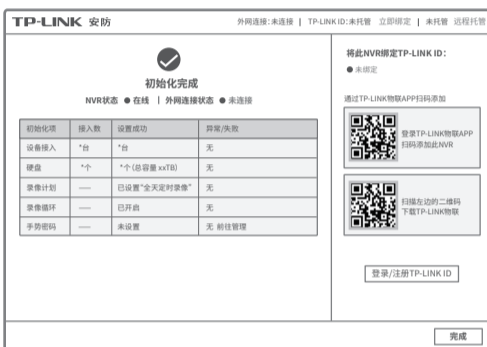 TP-LINK 安防
外网连接:未连接 | TP-LINK ID:未托管 立即绑定 | 未托管 远程托管
初始化完成
NVR状态 ● 在线 | 外网连接状态 ● 未连接
初始化项 接入数 设置成功 异常/失败
设备接入 *台 *台 无
硬盘 *个 *个(总容量 xxTB) 无
录像计划 —— 已设置“全天定时录像” 无
录像循环 —— 已开启 无
手势密码 —— 未设置 无 前往管理
将此NVR绑定TP-LINK ID：
● 未绑定
通过TP-LINK物联APP扫码添加
登录TP-LINK物联APP
扫码添加此NVR
扫描左边的二维码
下载TP-LINK物联
登录/注册TP-LINK ID
完成